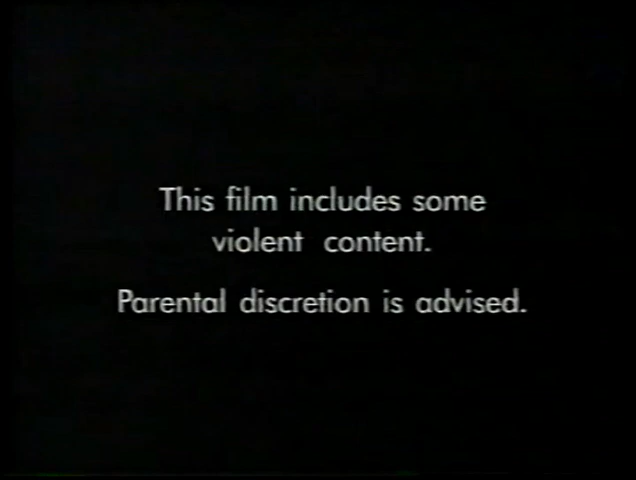 This film includes some
violent content.
Parental discretion is advised.